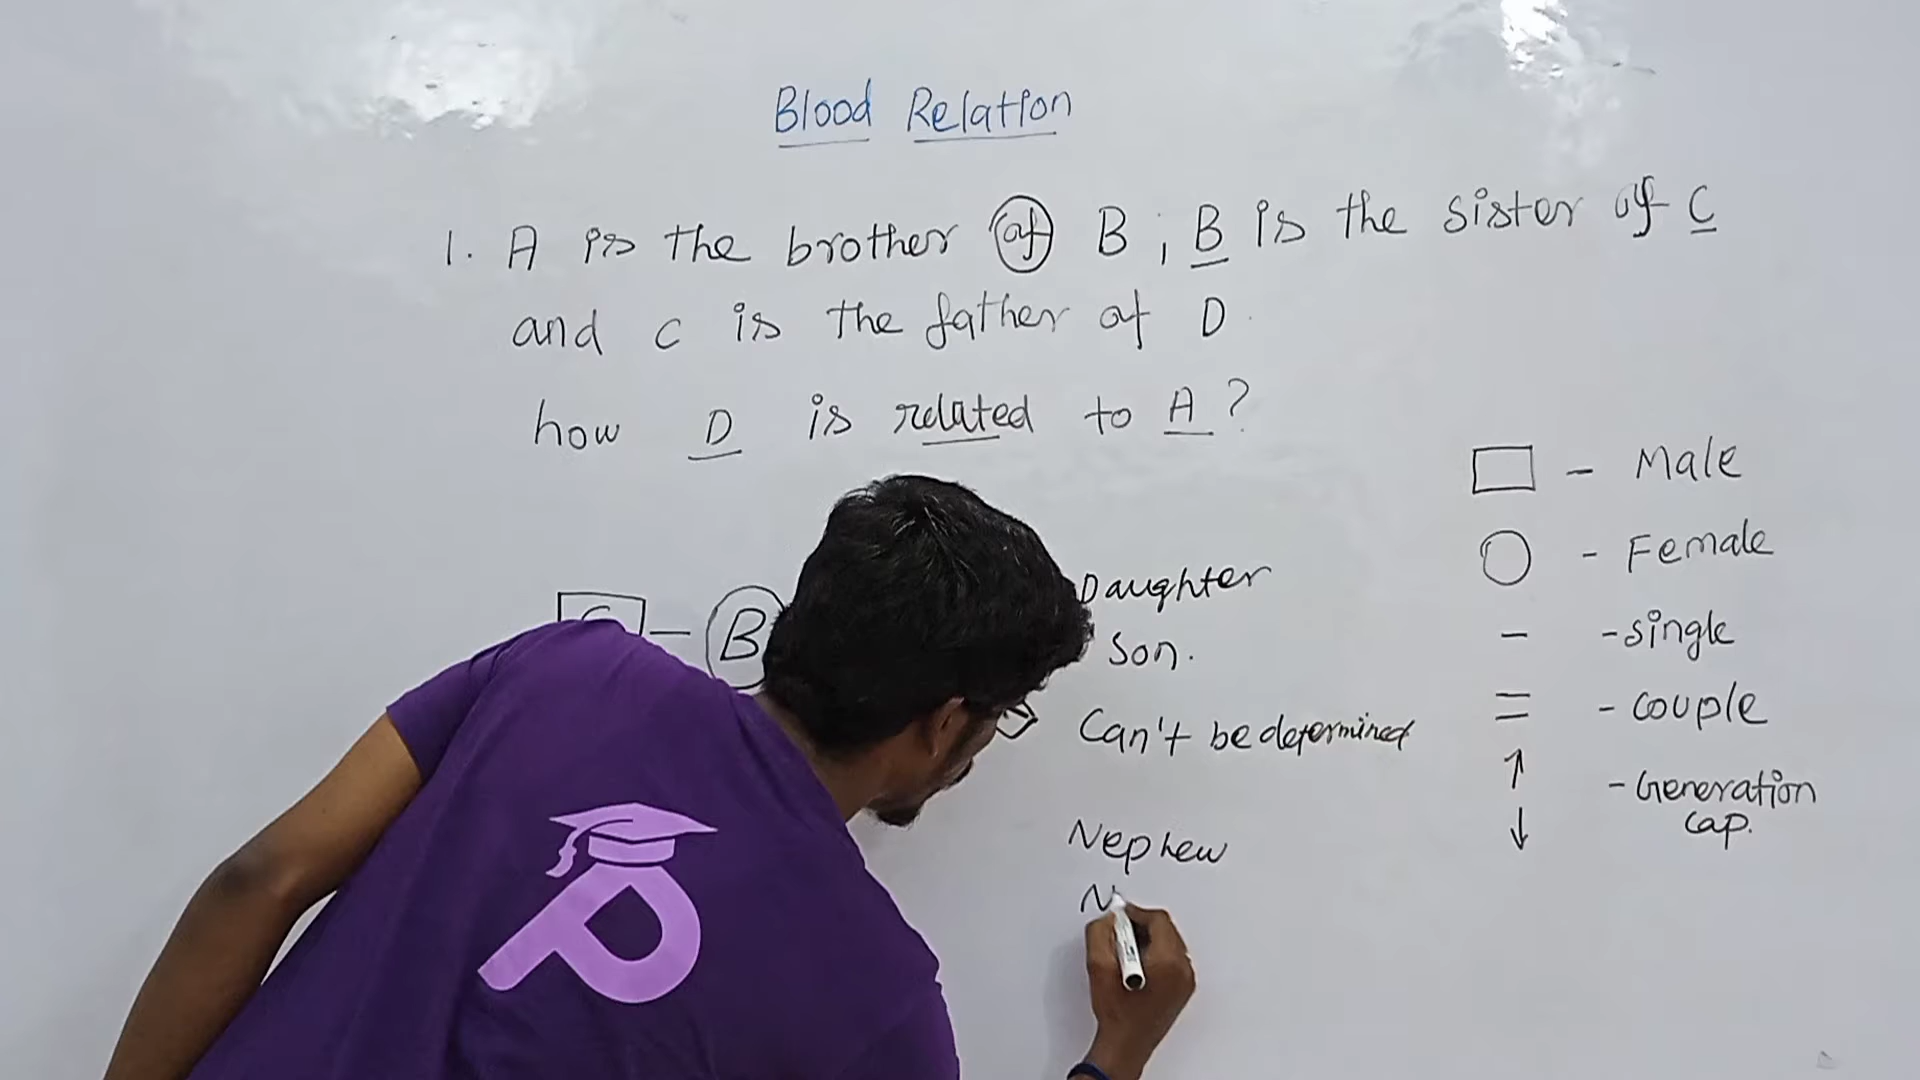 Blood Relation
1. A is the brother of B ; B is the sister of C
and C is the father of D.
how D is related to A ?
□ - Male
○ - Female
- - single
= - couple
↑ ↓ - Generation
Gap.
B
Daughter
Son.
Can't be determined
Nephew
N